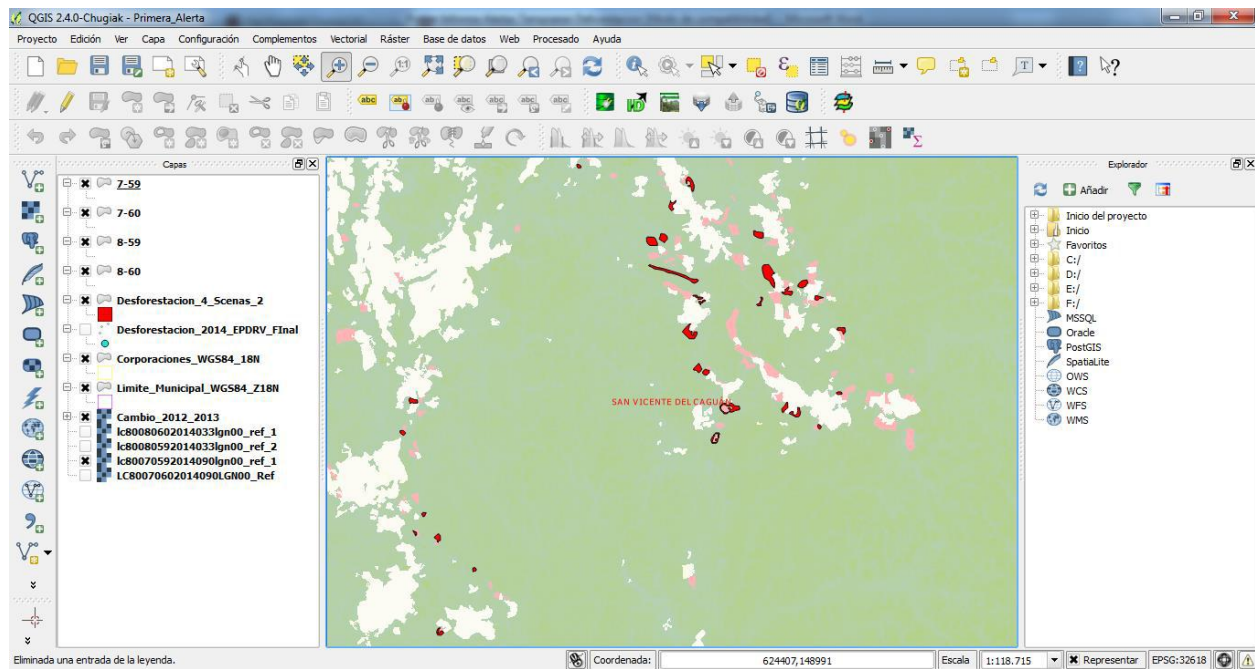 QGIS 2.4.0-Chugiak - Primera_Alerta
Proyecto Edición Ver Capa Configuración Complementos Vectorial Ráster Base de datos Web Procesado Ayuda
Capas
7-59
7-60
8-59
8-60
Desforestacion_4_Scenas_2
Desforestacion_2014_EPDRV_FInal
Corporaciones_WGS84_18N
Limite_Municipal_WGS84_Z18N
Cambio_2012_2013
lc80080602014033lgn00_ref_1
lc80080592014033lgn00_ref_2
lc80070592014090lgn00_ref_1
LC80070602014090LGN00_Ref
SAN VICENTE DEL CAGUÁN
Explorador
Añadir
Inicio del proyecto
Inicio
Favoritos
C:/
D:/
E:/
F:/
MSSQL
Oracle
PostGIS
SpatiaLite
OWS
WCS
WFS
WMS
Eliminada una entrada de la leyenda.
Coordenada: 624407,148991 Escala 1:118.715 Representar EPSG:32618